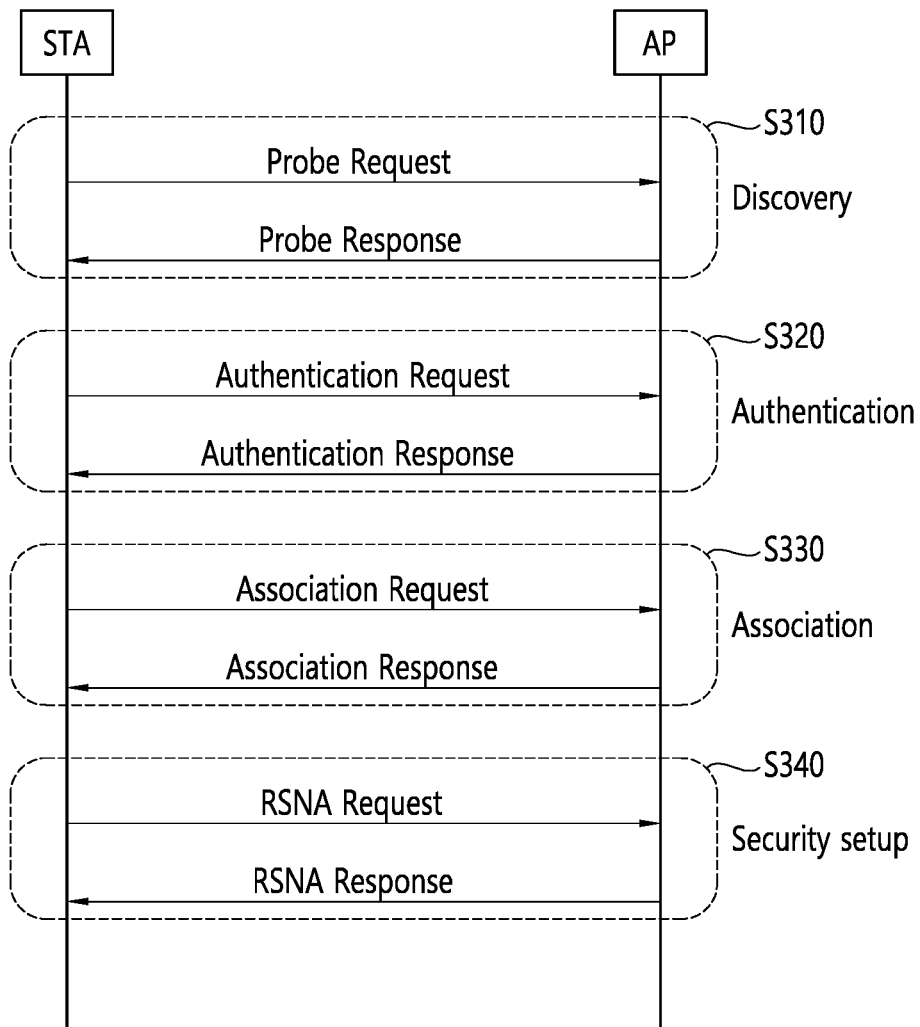 STA
AP
S310
Probe Request
Discovery
Probe Response
S320
Authentication Request
Authentication
Authentication Response
S330
Association Request
Association
Association Response
S340
RSNA Request
Security setup
RSNA Response